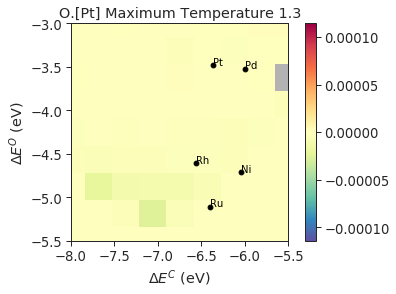 O.[Pt] Maximum Temperature 1.3
ΔE^O (eV)
−3.0
−3.5
−4.0
−4.5
−5.0
−5.5
Pt
Pd
Rh
Ni
Ru
−8.0 −7.5 −7.0 −6.5 −6.0 −5.5
ΔE^C (eV)
0.00010
0.00005
0.00000
−0.00005
−0.00010